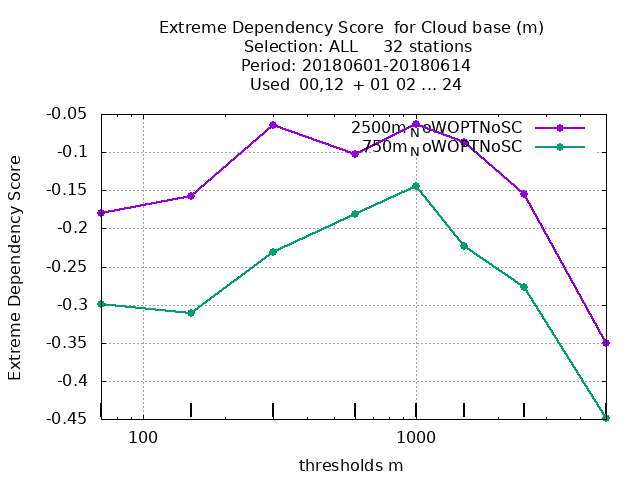 Extreme Dependency Score  for Cloud base (m)
Selection: ALL     32 stations
Period: 20180601-20180614
Used  00,12  + 01 02 ... 24
Extreme Dependency Score
-0.05
-0.1
-0.15
-0.2
-0.25
-0.3
-0.35
-0.4
-0.45
2500m_NoWOPTNoSC
750m_NoWOPTNoSC
100
1000
thresholds m